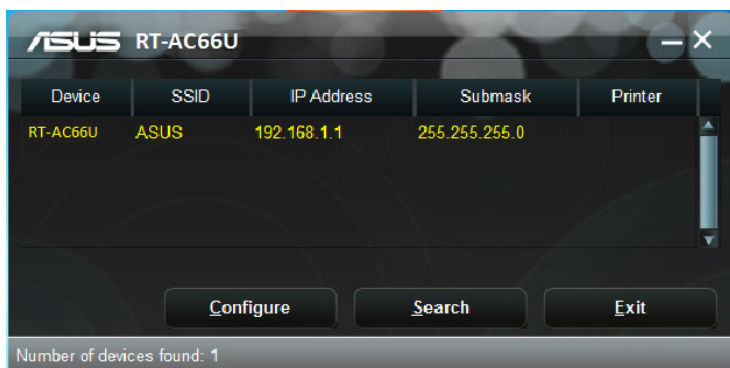 ASUS RT-AC66U
Device SSID IP Address Submask Printer
RT-AC66U ASUS 192.168.1.1 255.255.255.0
Configure Search Exit
Number of devices found: 1